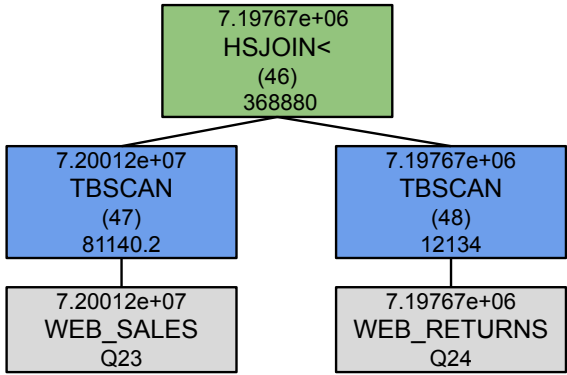 7.19767e+06
HSJOIN<
(46)
368880
7.20012e+07
TBSCAN
(47)
81140.2
7.19767e+06
TBSCAN
(48)
12134
7.20012e+07
WEB_SALES
Q23
7.19767e+06
WEB_RETURNS
Q24